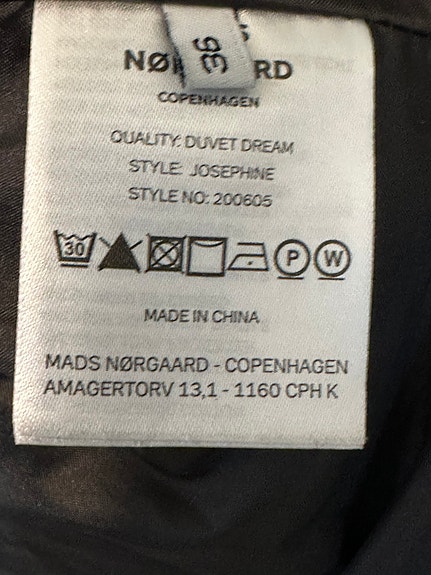 36
RD
COPENHAGEN
QUALITY: DUVET DREAM
STYLE: JOSEPHINE
STYLE NO: 200605
30 P W
MADE IN CHINA
MADS NØRGAARD - COPENHAGEN
AMAGERTORV 13,1 - 1160 CPH K